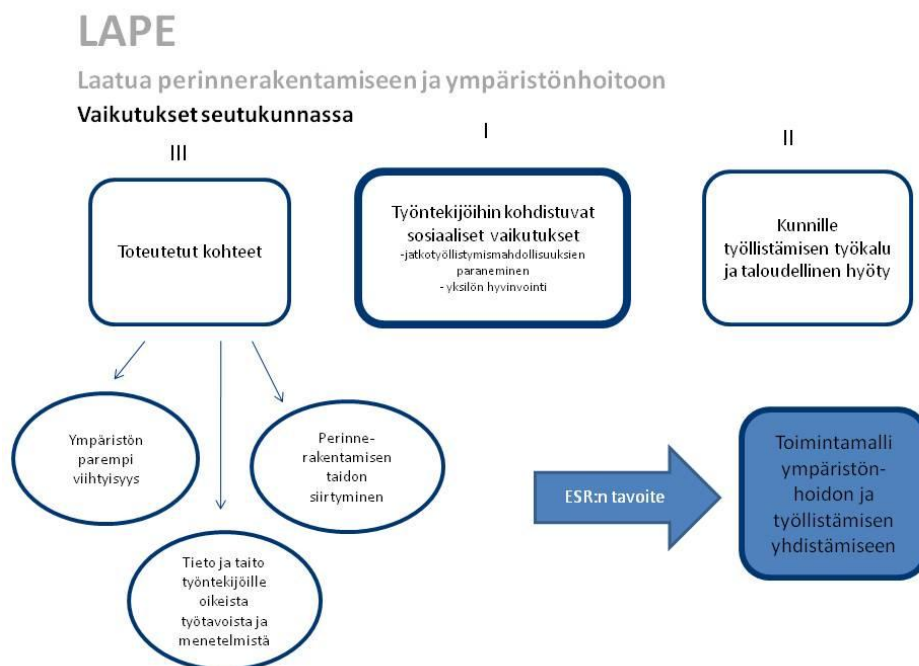 LAPE
Laatua perinnerakentamiseen ja ympäristönhoitoon
Vaikutukset seutukunnassa
III
Toteutetut kohteet
I
Työntekijöihin kohdistuvat
sosiaaliset vaikutukset
-jatkotyöllistymismahdollisuuksien
paraneminen
- yksilön hyvinvointi
II
Kunnille
työllistämisen työkalu
ja taloudellinen hyöty
Ympäristön
parempi
viihtyisyys
Perinne-
rakentamisen
taidon
siirtyminen
Tieto ja taito
työntekijöille
oikeista
työtavoista ja
menetelmistä
ESR:n tavoite
Toimintamalli
ympäristön-
hoidon ja
työllistämisen
yhdistämiseen